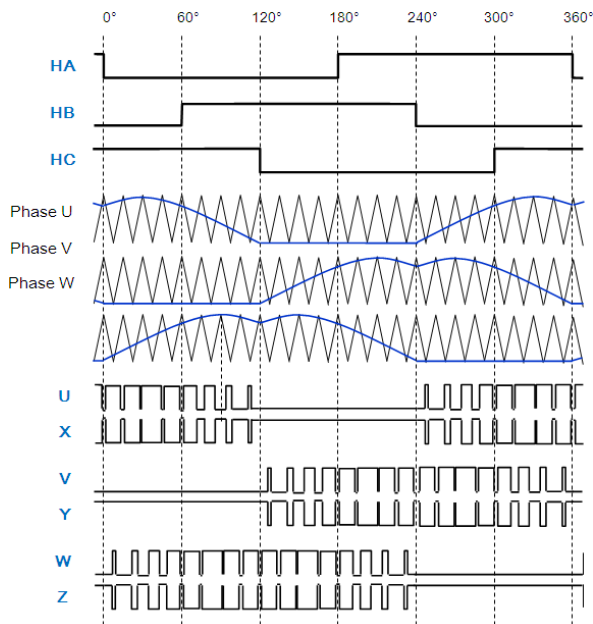 0° 60° 120° 180° 240° 300° 360°
HA
HB
HC
Phase U
Phase V
Phase W
U
X
V
Y
W
Z